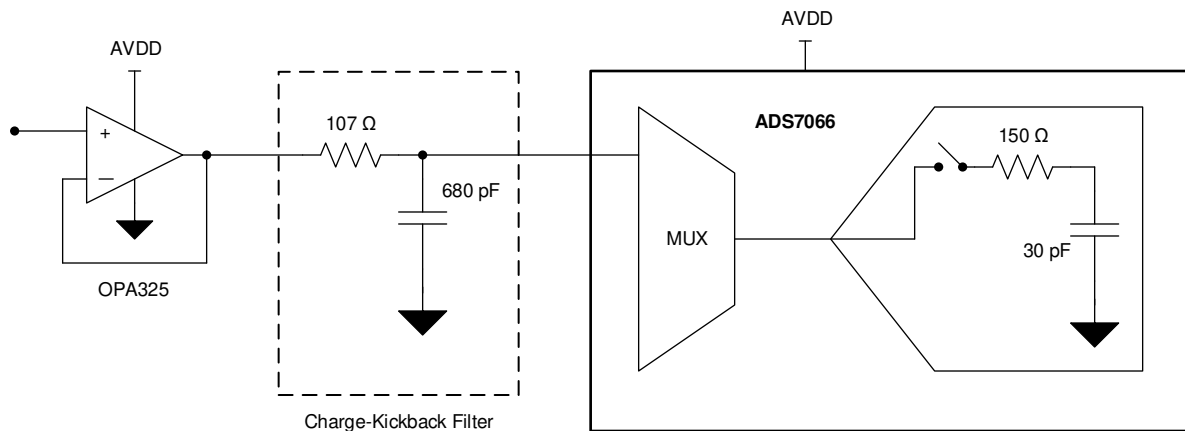 AVDD
+
−
OPA325
107 Ω
680 pF
Charge-Kickback Filter
AVDD
ADS7066
MUX
150 Ω
30 pF